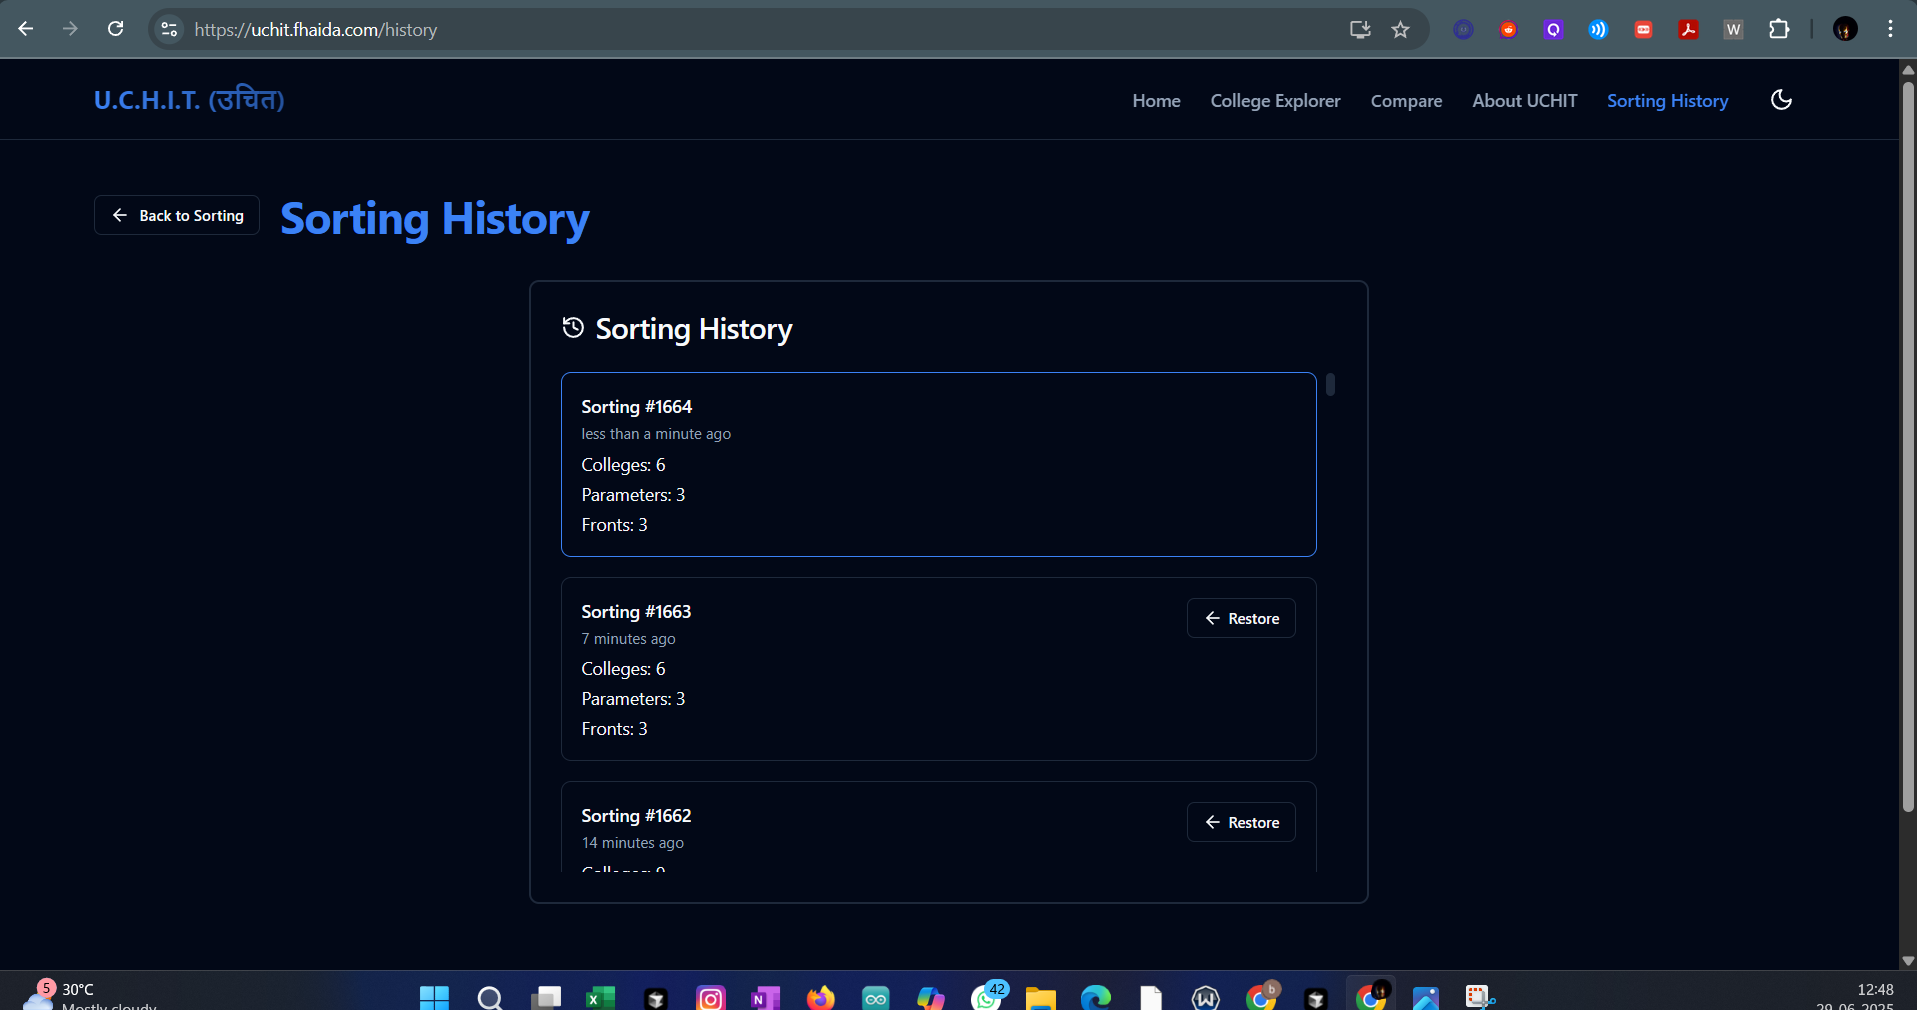 https://uchit.fhaida.com/history
U.C.H.I.T. (उचित)
Home
College Explorer
Compare
About UCHIT
Sorting History
Back to Sorting
Sorting History
Sorting History
Sorting #1664
less than a minute ago
Colleges: 6
Parameters: 3
Fronts: 3
Sorting #1663
Restore
7 minutes ago
Colleges: 6
Parameters: 3
Fronts: 3
Sorting #1662
Restore
14 minutes ago
5
30°C
Mostly cloudy
42
b
W
12:48
29-06-2025